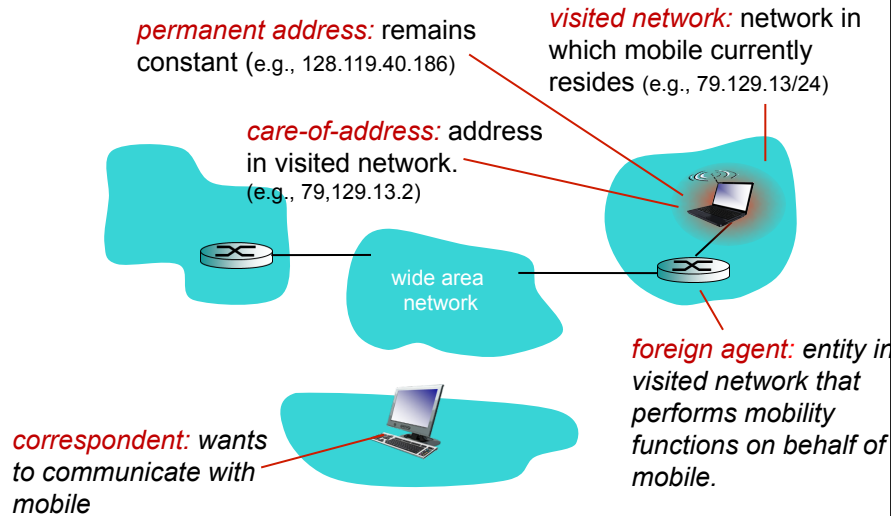 permanent address: remains
constant (e.g., 128.119.40.186)
visited network: network in
which mobile currently
resides (e.g., 79.129.13/24)
care-of-address: address
in visited network.
(e.g., 79,129.13.2)
wide area
network
foreign agent: entity in
visited network that
performs mobility
functions on behalf of
mobile.
correspondent: wants
to communicate with
mobile